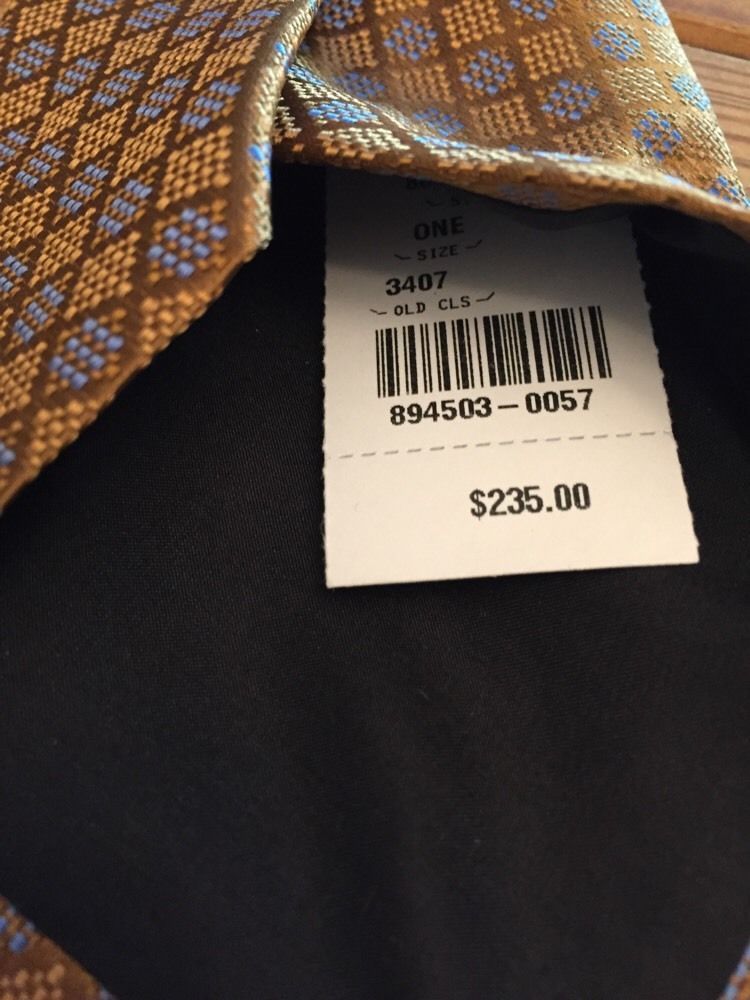 ONE
SIZE
3407
OLD CLS
894503-0057
$235.00